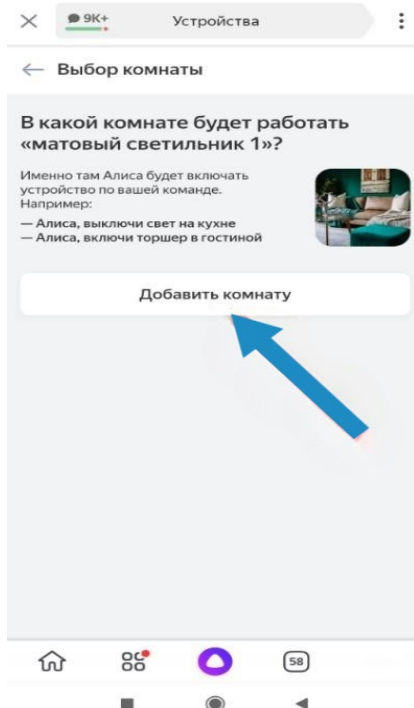 9K+ Устройства
Выбор комнаты
В какой комнате будет работать
«матовый светильник 1»?
Именно там Алиса будет включать
устройство по вашей команде.
Например:
— Алиса, выключи свет на кухне
— Алиса, включи торшер в гостиной
Добавить комнату
58